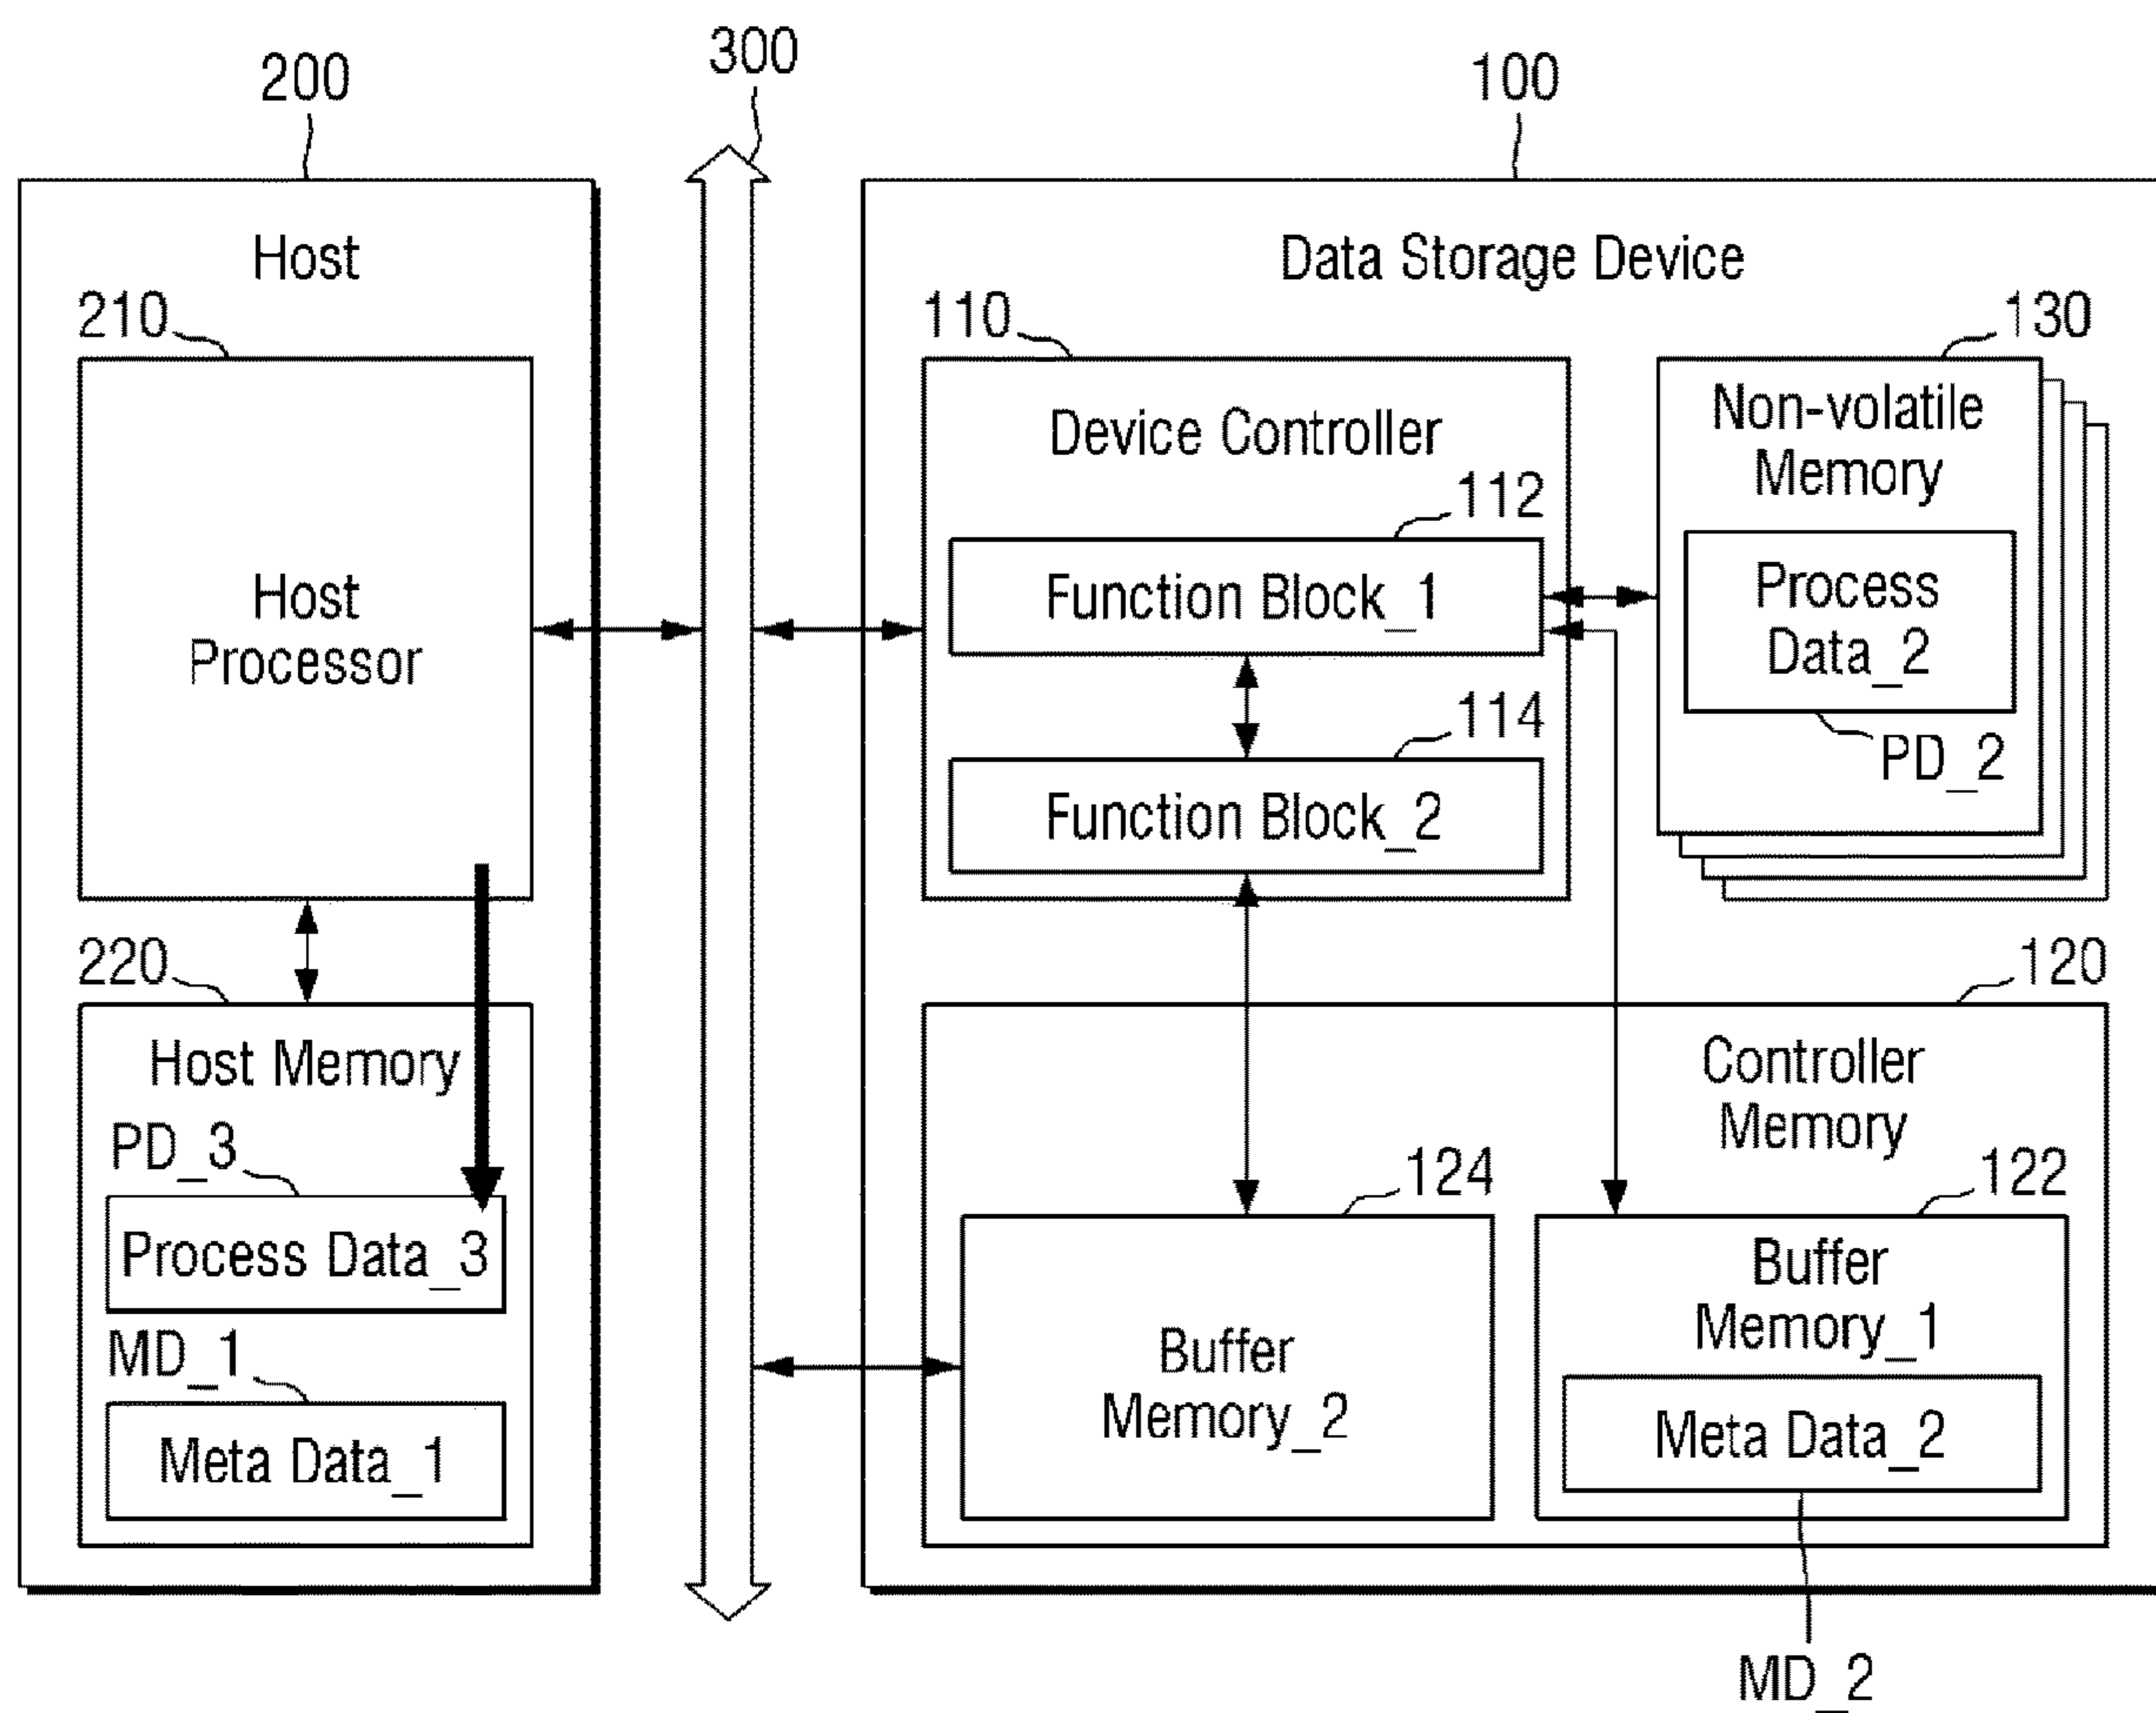 300
200
100
Host
Data Storage Device
210
110
130
Host
Processor
Device Controller
Non-volatile
Memory
112
Function Block_1
Process
Data_2
114
PD_2
Function Block_2
220
120
Host Memory
Controller
Memory
PD_3
124
122
Process Data_3
Buffer
Memory_1
MD_1
Buffer
Memory_2
Meta Data_1
Meta Data_2
MD_2